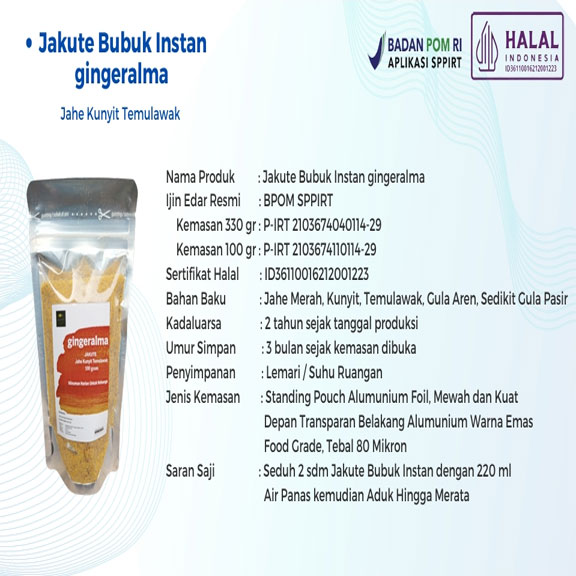 • Jakute Bubuk Instan
gingeralma
Jahe Kunyit Temulawak
BADAN POM RI
APLIKASI SPPIRT
HALAL
INDONESIA
ID36110016212001223
Nama Produk : Jakute Bubuk Instan gingeralma
Ijin Edar Resmi : BPOM SPPIRT
Kemasan 330 gr : P-IRT 2103674040114-29
Kemasan 100 gr : P-IRT 2103674110114-29
Sertifikat Halal : ID36110016212001223
Bahan Baku : Jahe Merah, Kunyit, Temulawak, Gula Aren, Sedikit Gula Pasir
Kadaluarsa : 2 tahun sejak tanggal produksi
Umur Simpan : 3 bulan sejak kemasan dibuka
Penyimpanan : Lemari / Suhu Ruangan
Jenis Kemasan : Standing Pouch Alumunium Foil, Mewah dan Kuat
Depan Transparan Belakang Alumunium Warna Emas
Food Grade, Tebal 80 Mikron
Saran Saji : Seduh 2 sdm Jakute Bubuk Instan dengan 220 ml
Air Panas kemudian Aduk Hingga Merata
gingeralma
JAKUTE
Jahe Kunyit Temulawak